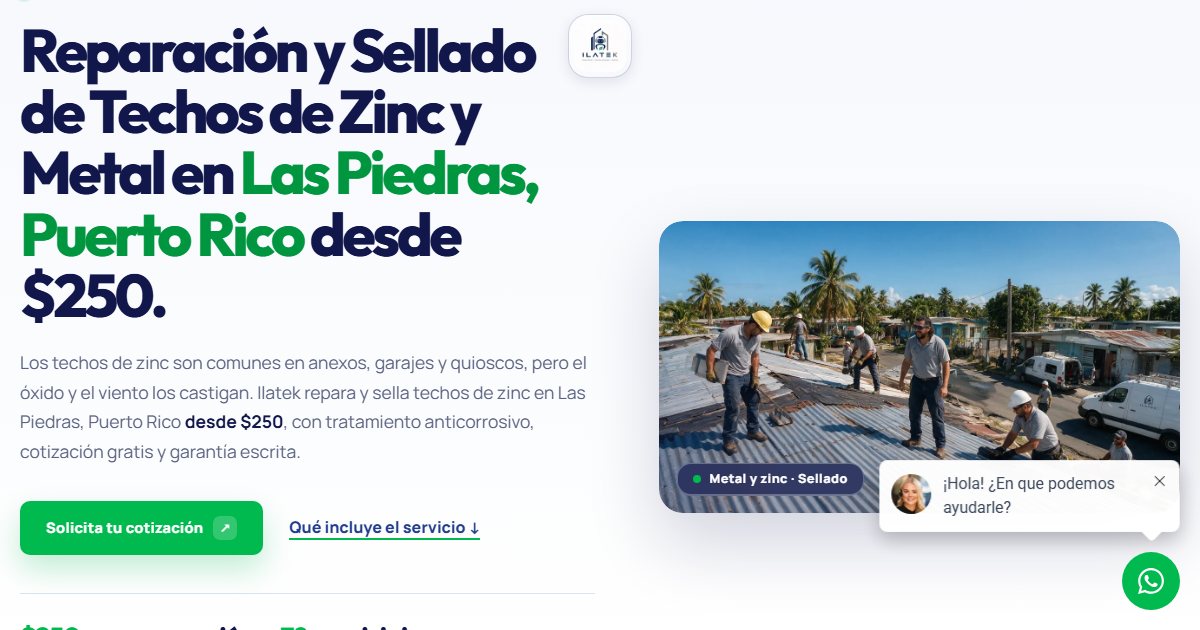 Reparación y Sellado
de Techos de Zinc y
Metal en Las Piedras,
Puerto Rico desde
$250.
ILATEK
Los techos de zinc son comunes en anexos, garajes y quioscos, pero el
óxido y el viento los castigan. Ilatek repara y sella techos de zinc en Las
Piedras, Puerto Rico desde $250, con tratamiento anticorrosivo,
cotización gratis y garantía escrita.
Solicita tu cotización ↗
Qué incluye el servicio ↓
Metal y zinc · Sellado
¡Hola! ¿En que podemos
ayudarle?